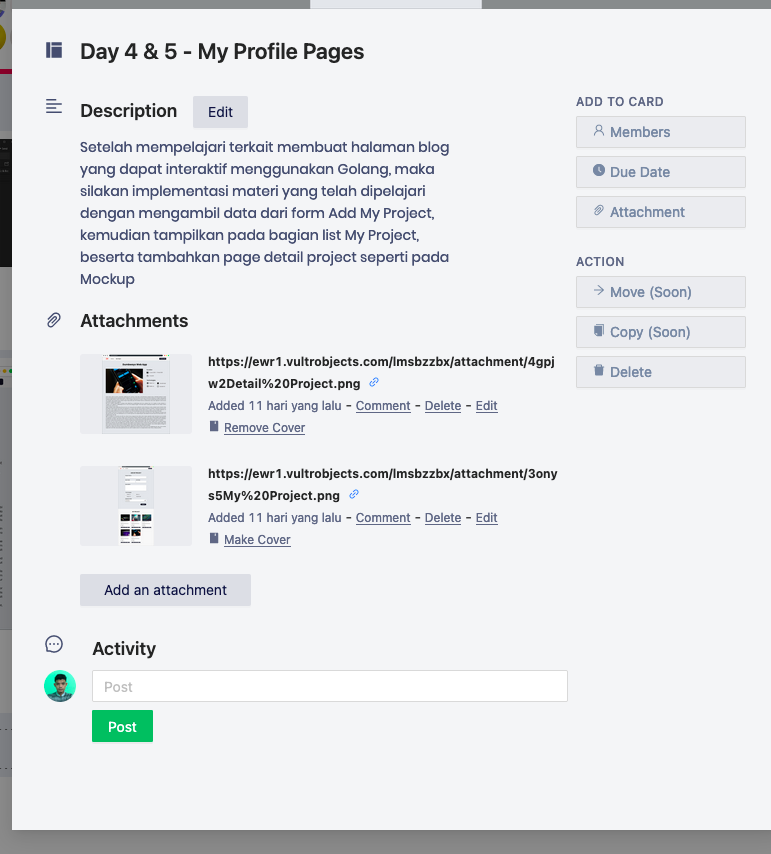 Day 4 & 5 - My Profile Pages
Description
Edit
Setelah mempelajari terkait membuat halaman blog
yang dapat interaktif menggunakan Golang, maka
silakan implementasi materi yang telah dipelajari
dengan mengambil data dari form Add My Project,
kemudian tampilkan pada bagian list My Project,
beserta tambahkan page detail project seperti pada
Mockup
Attachments
https://ewr1.vultrobjects.com/lmsbzzbx/attachment/4gpj
w2Detail%20Project.png
Added 11 hari yang lalu - Comment - Delete - Edit
Remove Cover
https://ewr1.vultrobjects.com/lmsbzzbx/attachment/3ony
s5My%20Project.png
Added 11 hari yang lalu - Comment - Delete - Edit
Make Cover
Add an attachment
Activity
Post
Post
ADD TO CARD
Members
Due Date
Attachment
ACTION
Move (Soon)
Copy (Soon)
Delete